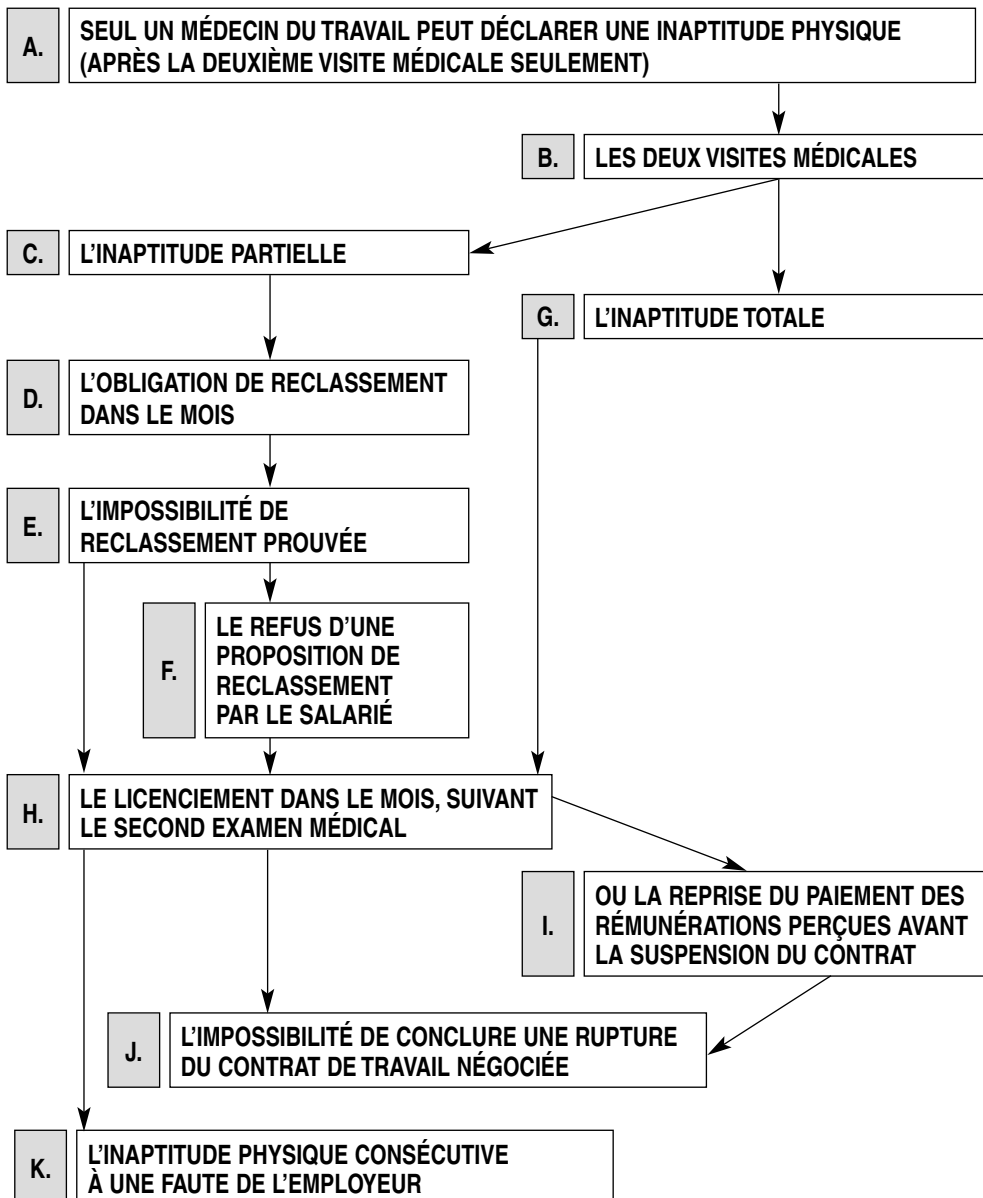 A.
SEUL UN MÉDECIN DU TRAVAIL PEUT DÉCLARER UNE INAPTITUDE PHYSIQUE
(APRÈS LA DEUXIÈME VISITE MÉDICALE SEULEMENT)
B.
LES DEUX VISITES MÉDICALES
C.
L'INAPTITUDE PARTIELLE
G.
L'INAPTITUDE TOTALE
D.
L'OBLIGATION DE RECLASSEMENT
DANS LE MOIS
E.
L'IMPOSSIBILITÉ DE
RECLASSEMENT PROUVÉE
F.
LE REFUS D'UNE
PROPOSITION DE
RECLASSEMENT
PAR LE SALARIÉ
H.
LE LICENCIEMENT DANS LE MOIS, SUIVANT
LE SECOND EXAMEN MÉDICAL
I.
OU LA REPRISE DU PAIEMENT DES
RÉMUNÉRATIONS PERÇUES AVANT
LA SUSPENSION DU CONTRAT
J.
L'IMPOSSIBILITÉ DE CONCLURE UNE RUPTURE
DU CONTRAT DE TRAVAIL NÉGOCIÉE
K.
L'INAPTITUDE PHYSIQUE CONSÉCUTIVE
À UNE FAUTE DE L'EMPLOYEUR